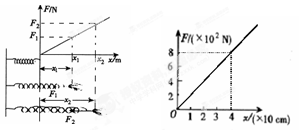 F/N
F₂
F₁
0
x₁
x₁
x₂ x/m
F₁
x₂
F₂
F/(×10² N)
8
6
4
2
0
1 2 3 4 x/(×10 cm)